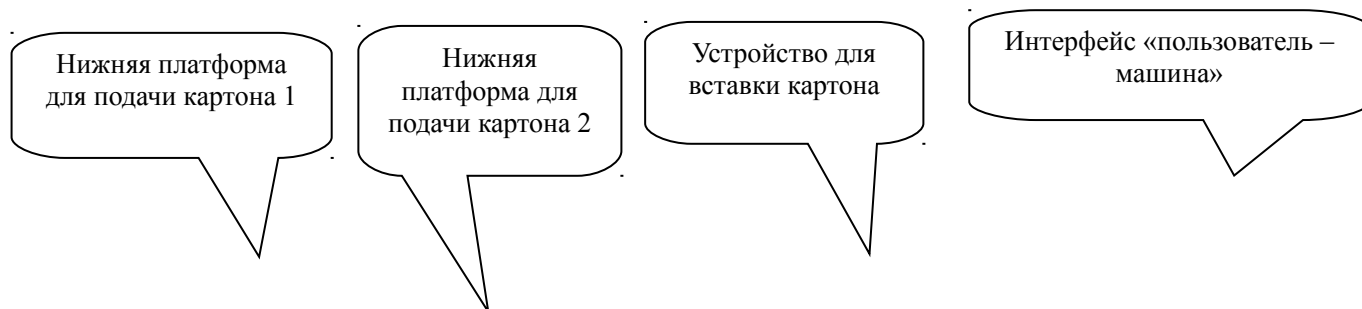 Нижняя платформа
для подачи картона 1
Нижняя
платформа для
подачи картона 2
Устройство для
вставки картона
Интерфейс «пользователь –
машина»